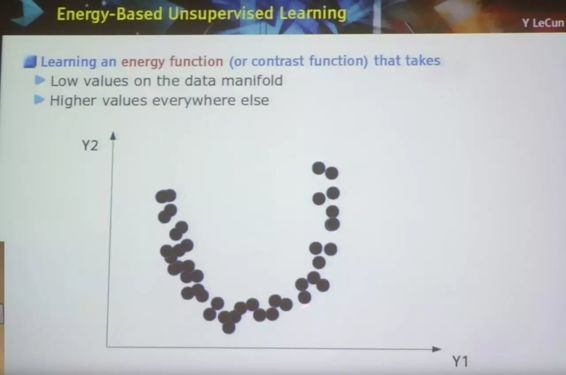 Energy-Based Unsupervised Learning
Y LeCun
Learning an energy function (or contrast function) that takes
Low values on the data manifold
Higher values everywhere else
Y2
Y1